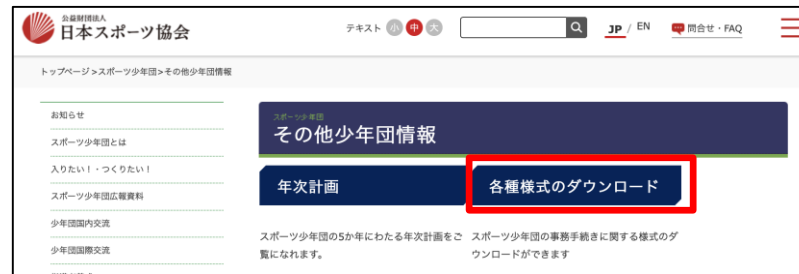 公益財団法人
日本スポーツ協会
テキスト 小 中 大
JP / EN
問合せ・FAQ
トップページ >スポーツ少年団>その他少年団情報
お知らせ
スポーツ少年団とは
入りたい！・つくりたい！
スポーツ少年団広報資料
少年団国内交流
少年団国際交流
スポーツ少年団
その他少年団情報
年次計画
各種様式のダウンロード
スポーツ少年団の5か年にわたる年次計画をご
覧になれます。
スポーツ少年団の事務手続きに関する様式のダ
ウンロードができます